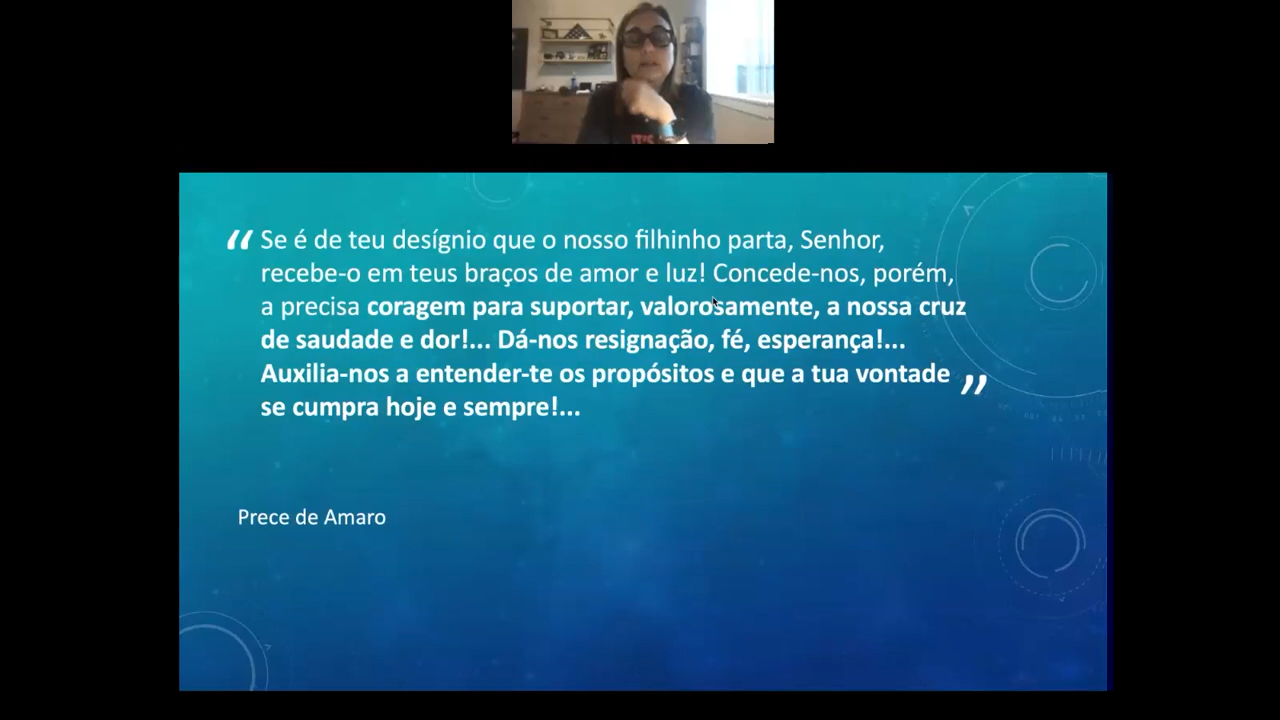 IT'S
“ Se é de teu desígnio que o nosso filhinho parta, Senhor,
recebe-o em teus braços de amor e luz! Concede-nos, porém,
a precisa coragem para suportar, valorosamente, a nossa cruz
de saudade e dor!... Dá-nos resignação, fé, esperança!...
Auxilia-nos a entender-te os propósitos e que a tua vontade
se cumpra hoje e sempre!... ”
Prece de Amaro